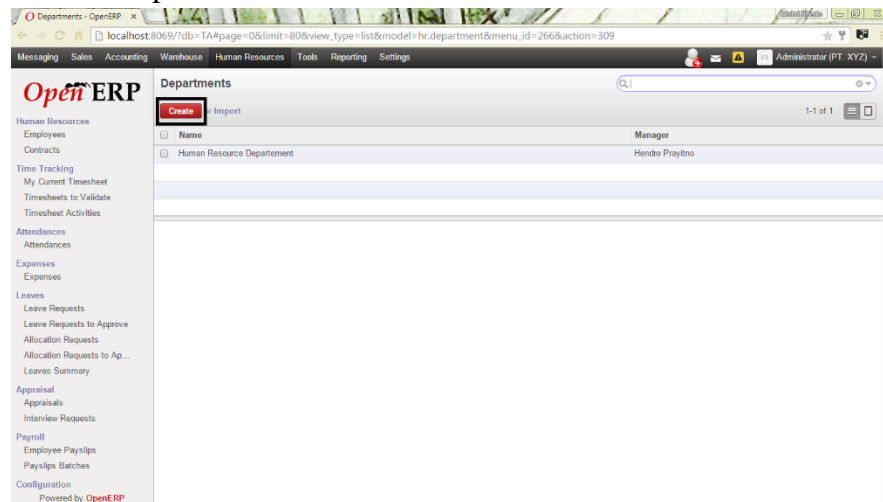 Departments - OpenERP
localhost:8069/?db=TA#page=0&limit=80&view_type=list&model=hr.department&menu_id=266&action=309
Messaging Sales Accounting Warehouse Human Resources Tools Reporting Settings Administrator (PT. XYZ)
Open ERP
Departments
Create Import
1-1 of 1
Name Manager
Human Resource Departement Hendro Prayitno
Human Resources
Employees
Contracts
Time Tracking
My Current Timesheet
Timesheets to Validate
Timesheet Activities
Attendances
Attendances
Expenses
Expenses
Leaves
Leave Requests
Leave Requests to Approve
Allocation Requests
Allocation Requests to Ap...
Leaves Summary
Appraisal
Appraisals
Interview Requests
Payroll
Employee Payslips
Payslips Batches
Configuration
Powered by OpenERP